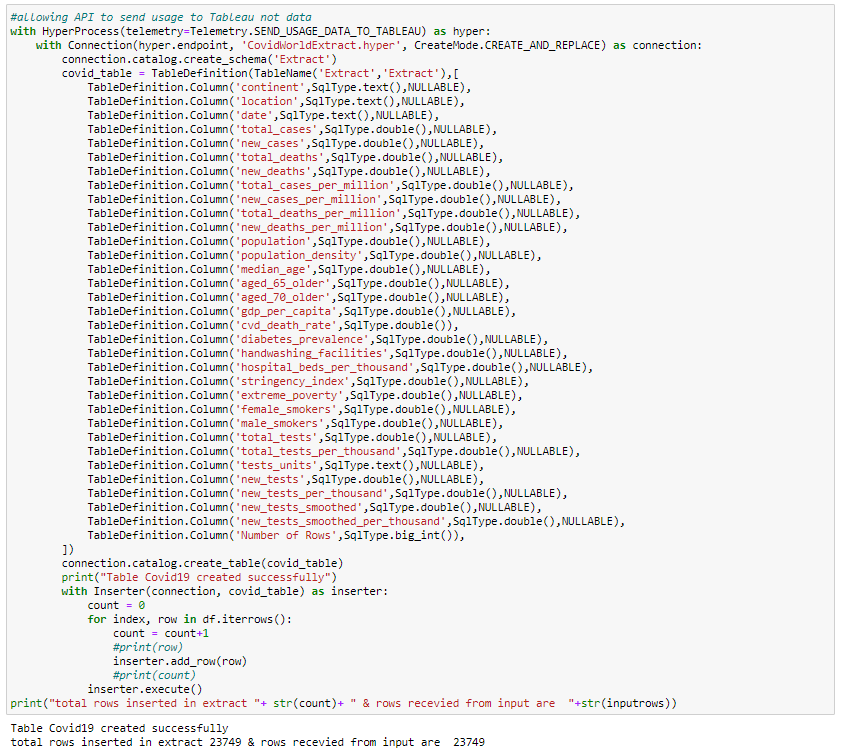 #allowing API to send usage to Tableau not data
with HyperProcess(telemetry=Telemetry.SEND_USAGE_DATA_TO_TABLEAU) as hyper:
    with Connection(hyper.endpoint, 'CovidWorldExtract.hyper', CreateMode.CREATE_AND_REPLACE) as connection:
        connection.catalog.create_schema('Extract')
        covid_table = TableDefinition(TableName('Extract','Extract'),[
            TableDefinition.Column('continent',SqlType.text(),NULLABLE),
            TableDefinition.Column('location',SqlType.text(),NULLABLE),
            TableDefinition.Column('date',SqlType.text(),NULLABLE),
            TableDefinition.Column('total_cases',SqlType.double(),NULLABLE),
            TableDefinition.Column('new_cases',SqlType.double(),NULLABLE),
            TableDefinition.Column('total_deaths',SqlType.double(),NULLABLE),
            TableDefinition.Column('new_deaths',SqlType.double(),NULLABLE),
            TableDefinition.Column('total_cases_per_million',SqlType.double(),NULLABLE),
            TableDefinition.Column('new_cases_per_million',SqlType.double(),NULLABLE),
            TableDefinition.Column('total_deaths_per_million',SqlType.double(),NULLABLE),
            TableDefinition.Column('new_deaths_per_million',SqlType.double(),NULLABLE),
            TableDefinition.Column('population',SqlType.double(),NULLABLE),
            TableDefinition.Column('population_density',SqlType.double(),NULLABLE),
            TableDefinition.Column('median_age',SqlType.double(),NULLABLE),
            TableDefinition.Column('aged_65_older',SqlType.double(),NULLABLE),
            TableDefinition.Column('aged_70_older',SqlType.double(),NULLABLE),
            TableDefinition.Column('gdp_per_capita',SqlType.double(),NULLABLE),
            TableDefinition.Column('cvd_death_rate',SqlType.double()),
            TableDefinition.Column('diabetes_prevalence',SqlType.double(),NULLABLE),
            TableDefinition.Column('handwashing_facilities',SqlType.double(),NULLABLE),
            TableDefinition.Column('hospital_beds_per_thousand',SqlType.double(),NULLABLE),
            TableDefinition.Column('stringency_index',SqlType.double(),NULLABLE),
            TableDefinition.Column('extreme_poverty',SqlType.double(),NULLABLE),
            TableDefinition.Column('female_smokers',SqlType.double(),NULLABLE),
            TableDefinition.Column('male_smokers',SqlType.double(),NULLABLE),
            TableDefinition.Column('total_tests',SqlType.double(),NULLABLE),
            TableDefinition.Column('total_tests_per_thousand',SqlType.double(),NULLABLE),
            TableDefinition.Column('tests_units',SqlType.text(),NULLABLE),
            TableDefinition.Column('new_tests',SqlType.double(),NULLABLE),
            TableDefinition.Column('new_tests_per_thousand',SqlType.double(),NULLABLE),
            TableDefinition.Column('new_tests_smoothed',SqlType.double(),NULLABLE),
            TableDefinition.Column('new_tests_smoothed_per_thousand',SqlType.double(),NULLABLE),
            TableDefinition.Column('Number of Rows',SqlType.big_int()),
        ])
        connection.catalog.create_table(covid_table)
        print("Table Covid19 created successfully")
        with Inserter(connection, covid_table) as inserter:
            count = 0
            for index, row in df.iterrows():
                count = count+1
                #print(row)
                inserter.add_row(row)
                #print(count)
            inserter.execute()
print("total rows inserted in extract "+ str(count)+ " & rows recevied from input are  "+str(inputrows))
Table Covid19 created successfully
total rows inserted in extract 23749 & rows recevied from input are  23749